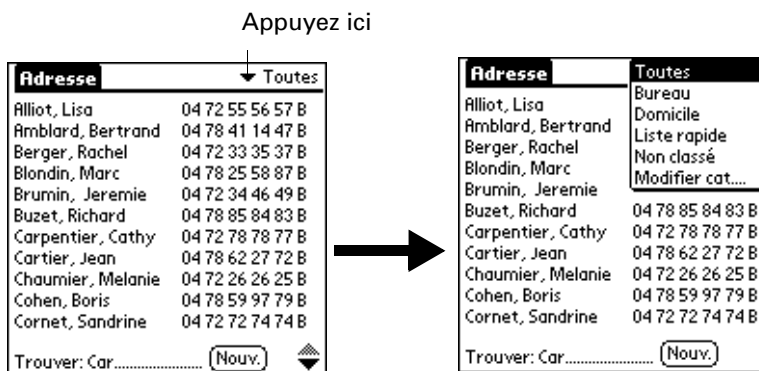 Appuyez ici
Adresse Toutes
Alliot, Lisa 04 72 55 56 57 B
Amblard, Bertrand 04 78 41 14 47 B
Berger, Rachel 04 72 33 35 37 B
Blondin, Marc 04 78 25 58 87 B
Brumin, Jeremie 04 72 34 46 49 B
Buzet, Richard 04 78 85 84 83 B
Carpentier, Cathy 04 72 78 78 77 B
Cartier, Jean 04 78 62 27 72 B
Chaumier, Melanie 04 72 26 26 25 B
Cohen, Boris 04 78 59 97 79 B
Cornet, Sandrine 04 72 72 74 74 B
Trouver: Car...................... Nouv.
Adresse
Toutes
Bureau
Domicile
Liste rapide
Non classé
Modifier cat....
Alliot, Lisa
Amblard, Bertrand
Berger, Rachel
Blondin, Marc
Brumin, Jeremie
Buzet, Richard 04 78 85 84 83 B
Carpentier, Cathy 04 72 78 78 77 B
Cartier, Jean 04 78 62 27 72 B
Chaumier, Melanie 04 72 26 26 25 B
Cohen, Boris 04 78 59 97 79 B
Cornet, Sandrine 04 72 72 74 74 B
Trouver: Car...................... Nouv.